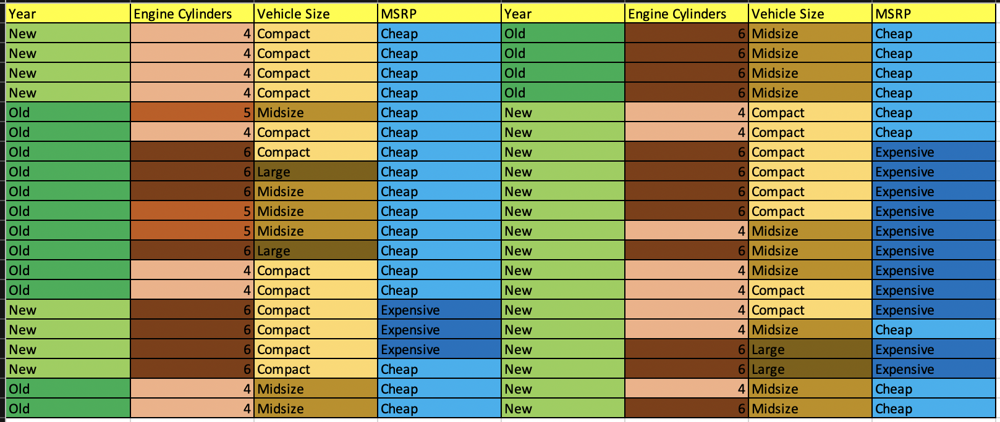 Year Engine Cylinders Vehicle Size MSRP Year Engine Cylinders Vehicle Size MSRP
New 4 Compact Cheap Old 6 Midsize Cheap
New 4 Compact Cheap Old 6 Midsize Cheap
New 4 Compact Cheap Old 6 Midsize Cheap
New 4 Compact Cheap Old 6 Midsize Cheap
Old 5 Midsize Cheap New 4 Compact Cheap
Old 4 Compact Cheap New 4 Compact Cheap
Old 6 Compact Cheap New 6 Compact Expensive
Old 6 Large Cheap New 6 Compact Expensive
Old 6 Midsize Cheap New 6 Compact Expensive
Old 5 Midsize Cheap New 6 Compact Expensive
Old 5 Midsize Cheap New 4 Midsize Expensive
Old 6 Large Cheap New 6 Midsize Expensive
Old 4 Compact Cheap New 4 Midsize Expensive
Old 4 Compact Cheap New 4 Compact Expensive
New 6 Compact Expensive New 4 Compact Expensive
New 6 Compact Expensive New 4 Midsize Cheap
New 6 Compact Expensive New 6 Large Expensive
New 6 Compact Cheap New 6 Large Expensive
Old 4 Midsize Cheap New 4 Midsize Cheap
Old 4 Midsize Cheap New 6 Midsize Cheap